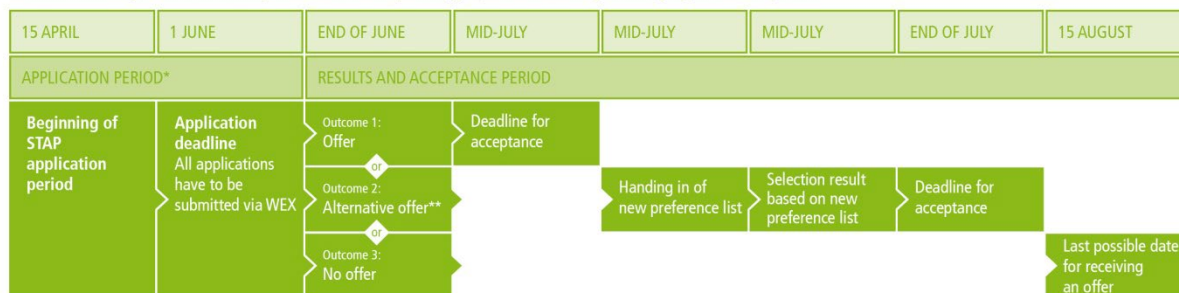 15 APRIL
1 JUNE
END OF JUNE
MID-JULY
MID-JULY
MID-JULY
END OF JULY
15 AUGUST
APPLICATION PERIOD*
RESULTS AND ACCEPTANCE PERIOD
Beginning of
STAP
application
period
Application
deadline
All applications
have to be
submitted via WEX
Outcome 1:
Offer
or
Outcome 2:
Alternative offer**
or
Outcome 3:
No offer
Deadline for
acceptance
Handing in of
new preference list
Selection result
based on new
preference list
Deadline for
acceptance
Last possible date
for receiving
an offer